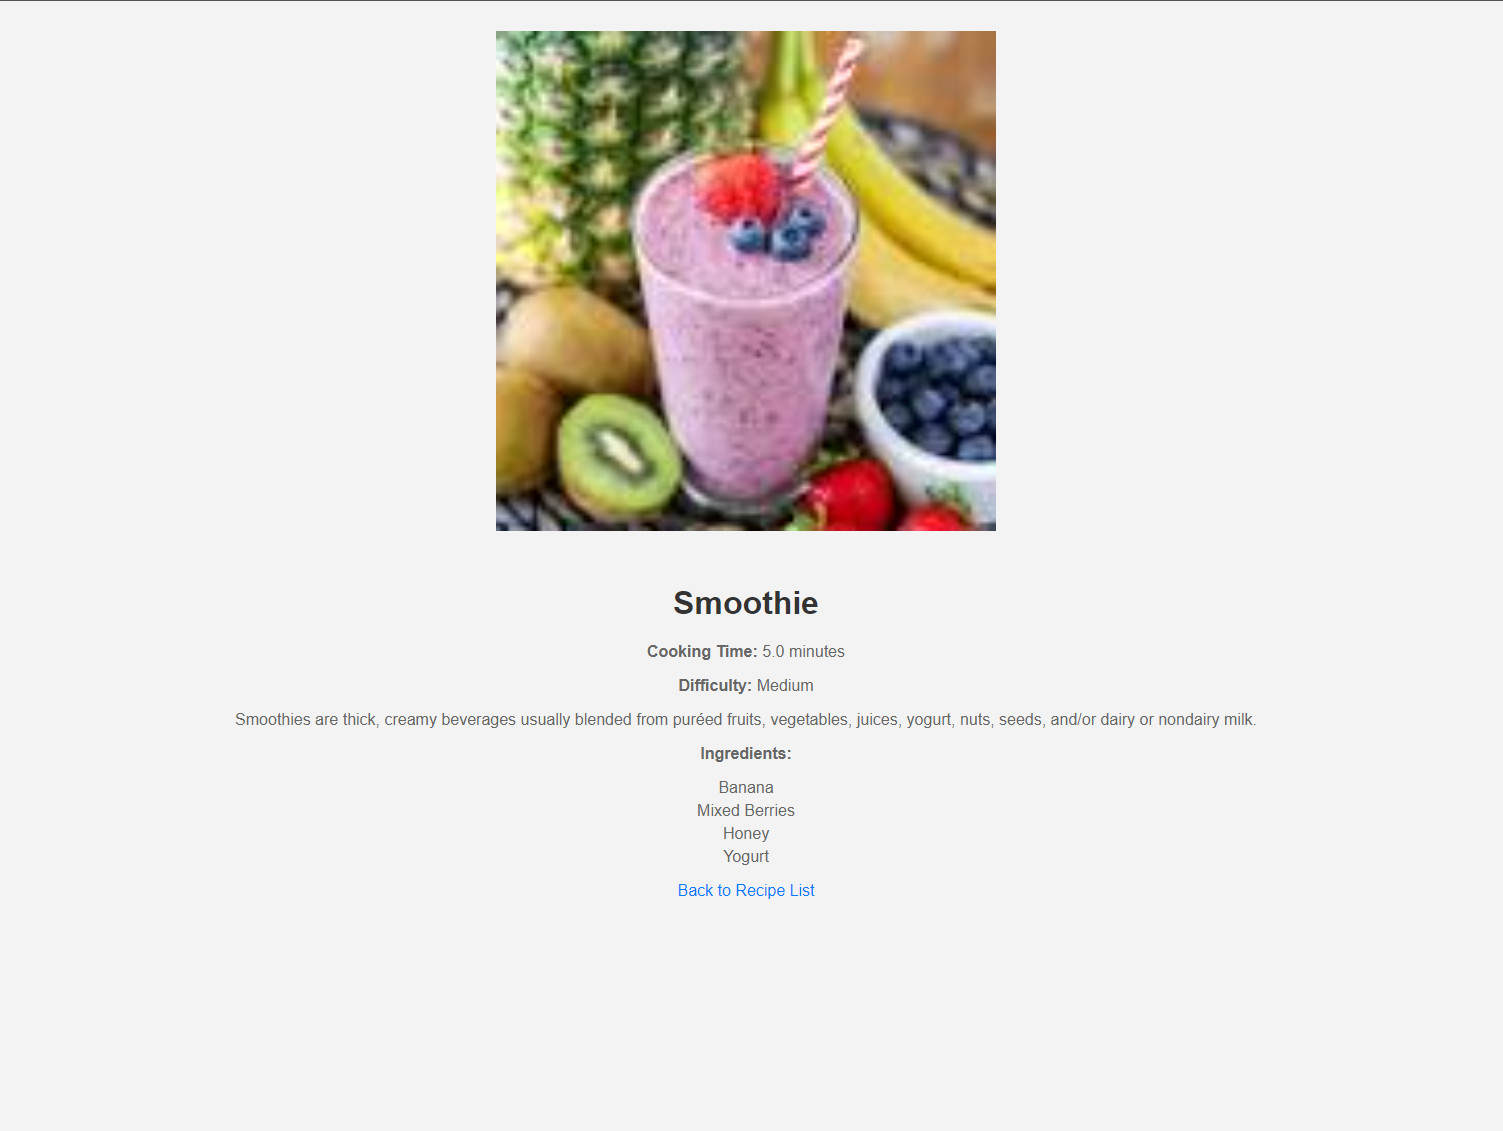 Smoothie
Cooking Time: 5.0 minutes
Difficulty: Medium
Smoothies are thick, creamy beverages usually blended from puréed fruits, vegetables, juices, yogurt, nuts, seeds, and/or dairy or nondairy milk.
Ingredients:
Banana
Mixed Berries
Honey
Yogurt
Back to Recipe List